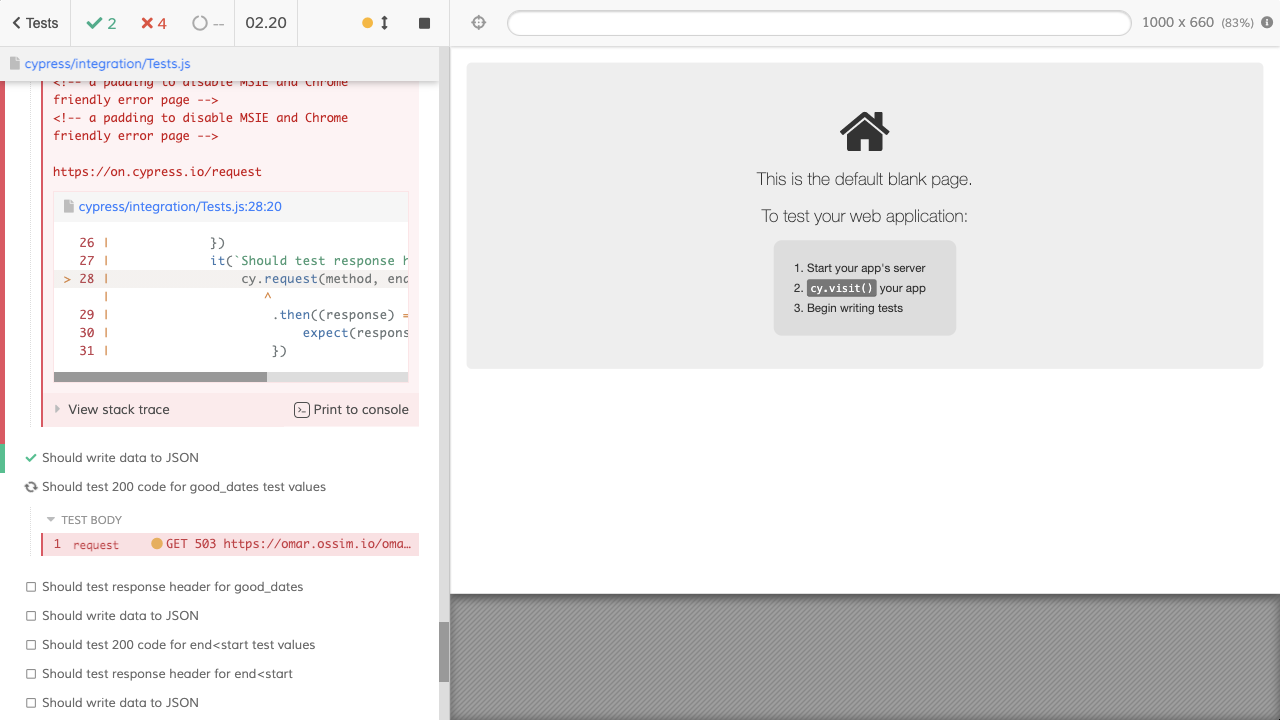 Tests 2 4 -- 02.20
1000 x 660 (83%)
cypress/integration/Tests.js
<!-- a padding to disable MSIE and Chrome
friendly error page -->
<!-- a padding to disable MSIE and Chrome
friendly error page -->
https://on.cypress.io/request
cypress/integration/Tests.js:28:20
26 | })
27 | it(`Should test response h
> 28 | cy.request(method, end
| ^
29 | .then((response) =
30 | expect(respons
31 | })
View stack trace
Print to console
Should write data to JSON
Should test 200 code for good_dates test values
TEST BODY
1 request GET 503 https://omar.ossim.io/oma…
Should test response header for good_dates
Should write data to JSON
Should test 200 code for end<start test values
Should test response header for end<start
Should write data to JSON
This is the default blank page.
To test your web application:
1. Start your app's server
2. cy.visit() your app
3. Begin writing tests